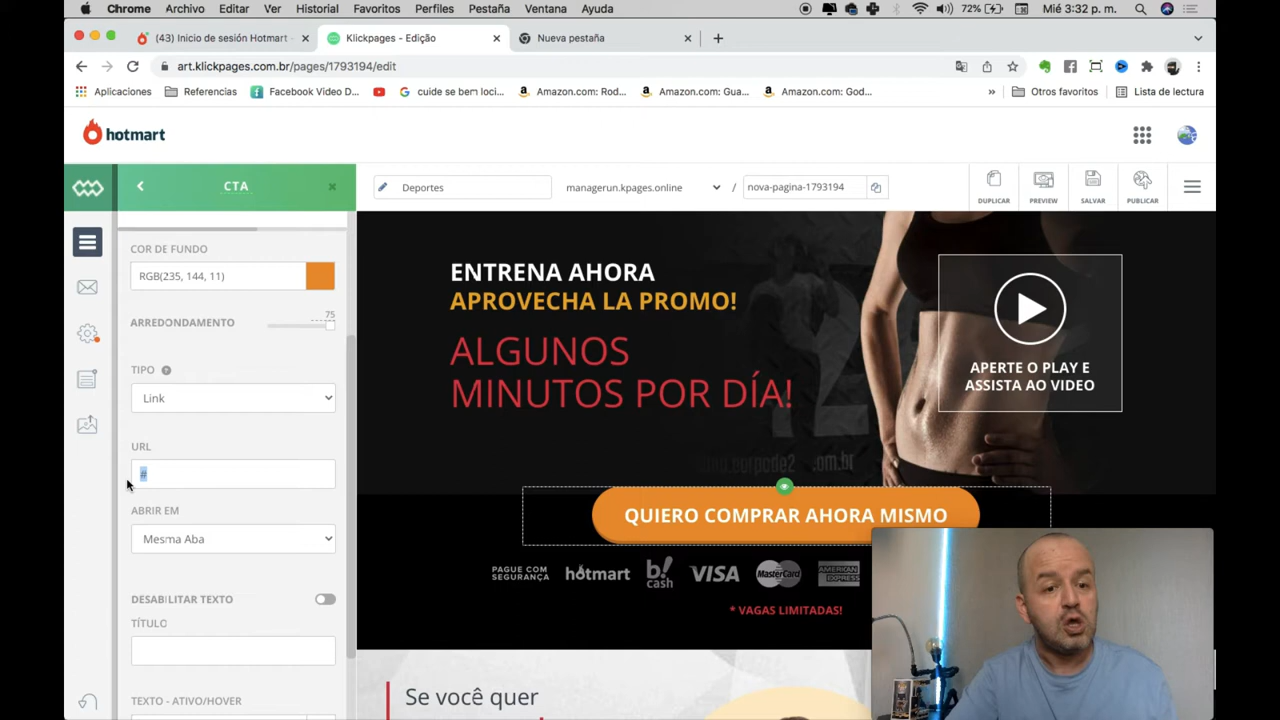 Chrome Archivo Editar Ver Historial Favoritos Perfiles Pestaña Ventana Ayuda 72% Mié 3:32 p. m.
(43) Inicio de sesión Hotmart
Klickpages - Edição
Nueva pestaña
art.klickpages.com.br/pages/1793194/edit
Aplicaciones Referencias Facebook Video D... cuide se bem loci... Amazon.com: Rod... Amazon.com: Gua... Amazon.com: God... » Otros favoritos Lista de lectura
hotmart
CTA
Deportes
managerun.kpages.online / nova-pagina-1793194
DUPLICAR PREVIEW SALVAR PUBLICAR
COR DE FUNDO
RGB(235, 144, 11)
ARREDONDAMENTO 75
TIPO
Link
URL
#
ABRIR EM
Mesma Aba
DESABILITAR TEXTO
TÍTULO
TEXTO - ATIVO/HOVER
ENTRENA AHORA
APROVECHA LA PROMO!
ALGUNOS
MINUTOS POR DÍA!
APERTE O PLAY E
ASSISTA AO VIDEO
QUIERO COMPRAR AHORA MISMO
PAGUE COM
SEGURANÇA
hotmart
b!
cash
VISA
MasterCard
AMERICAN
EXPRESS
* VAGAS LIMITADAS!
Se você quer